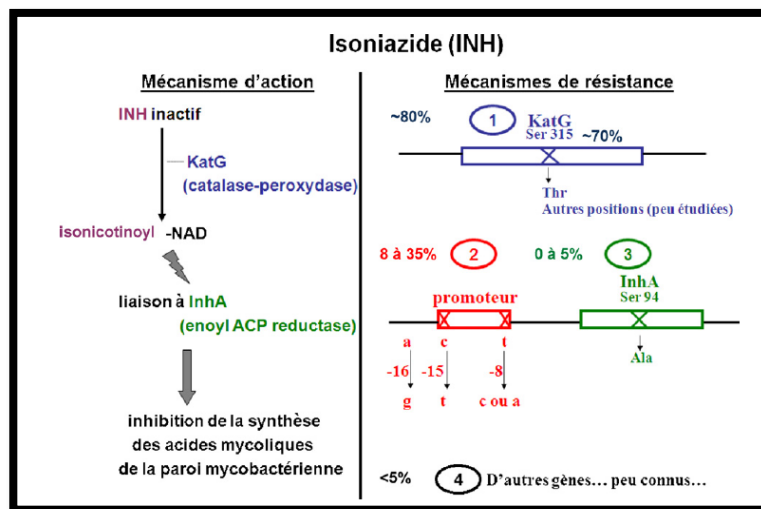 Isoniazide (INH)
Mécanisme d'action
INH inactif
KatG
(catalase-peroxydase)
isonicotinoyl -NAD
liaison à InhA
(enoyl ACP reductase)
inhibition de la synthèse
des acides mycoliques
de la paroi mycobactérienne
Mécanismes de résistance
~80% 1 KatG
Ser 315 ~70%
Thr
Autres positions (peu étudiées)
8 à 35% 2 0 à 5% 3
promoteur InhA
Ser 94
a c t
-16 -15 -8 Ala
g t c ou a
<5% 4 D'autres gènes… peu connus…